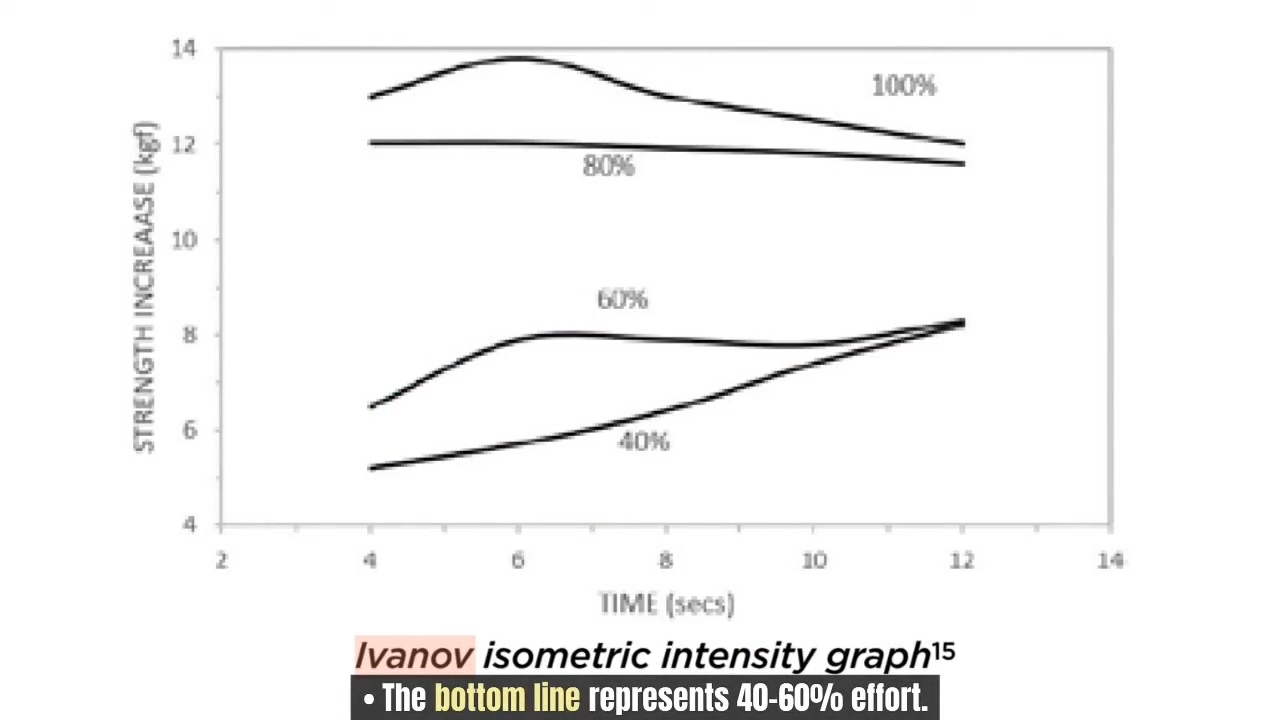 14
12
10
8
6
4
STRENGTH INCREAASE (kgf)
100%
80%
60%
40%
2 4 6 8 10 12 14
TIME (secs)
Ivanov isometric intensity graph¹⁵
• The bottom line represents 40-60% effort.